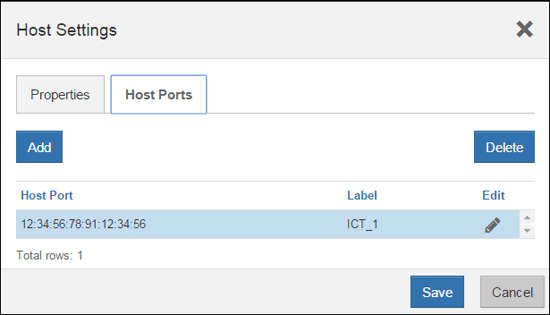 Host Settings
Properties Host Ports
Add Delete
Host Port Label Edit
12:34:56:78:91:12:34:56 ICT_1
Total rows: 1
Save Cancel